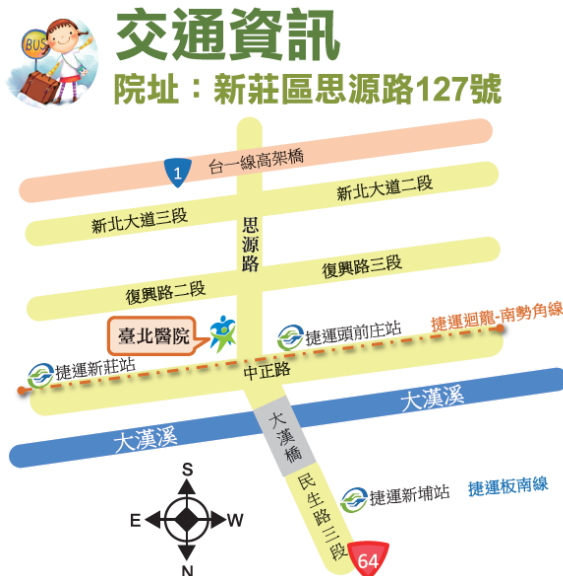 BUS
交通資訊
院址：新莊區思源路127號
台一線高架橋
1
新北大道三段
新北大道二段
思源路
復興路二段
復興路三段
臺北醫院
捷運頭前庄站
捷運迴龍-南勢角線
捷運新莊站
中正路
大漢溪
大漢溪
大漢橋
民生路三段
捷運新埔站
捷運板南線
64
S
E
W
N